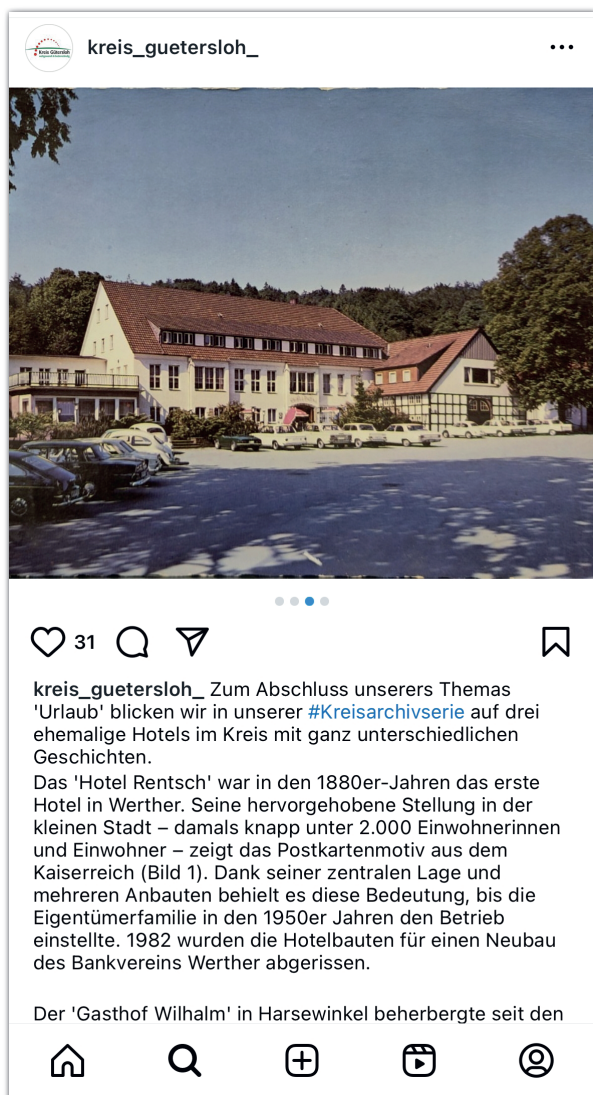 Kreis Gütersloh
kreis_guetersloh_
31
kreis_guetersloh_ Zum Abschluss unserers Themas
'Urlaub' blicken wir in unserer #Kreisarchivserie auf drei
ehemalige Hotels im Kreis mit ganz unterschiedlichen
Geschichten.
Das 'Hotel Rentsch' war in den 1880er-Jahren das erste
Hotel in Werther. Seine hervorgehobene Stellung in der
kleinen Stadt – damals knapp unter 2.000 Einwohnerinnen
und Einwohner – zeigt das Postkartenmotiv aus dem
Kaiserreich (Bild 1). Dank seiner zentralen Lage und
mehreren Anbauten behielt es diese Bedeutung, bis die
Eigentümerfamilie in den 1950er Jahren den Betrieb
einstellte. 1982 wurden die Hotelbauten für einen Neubau
des Bankvereins Werther abgerissen.
Der 'Gasthof Wilhalm' in Harsewinkel beherbergte seit den